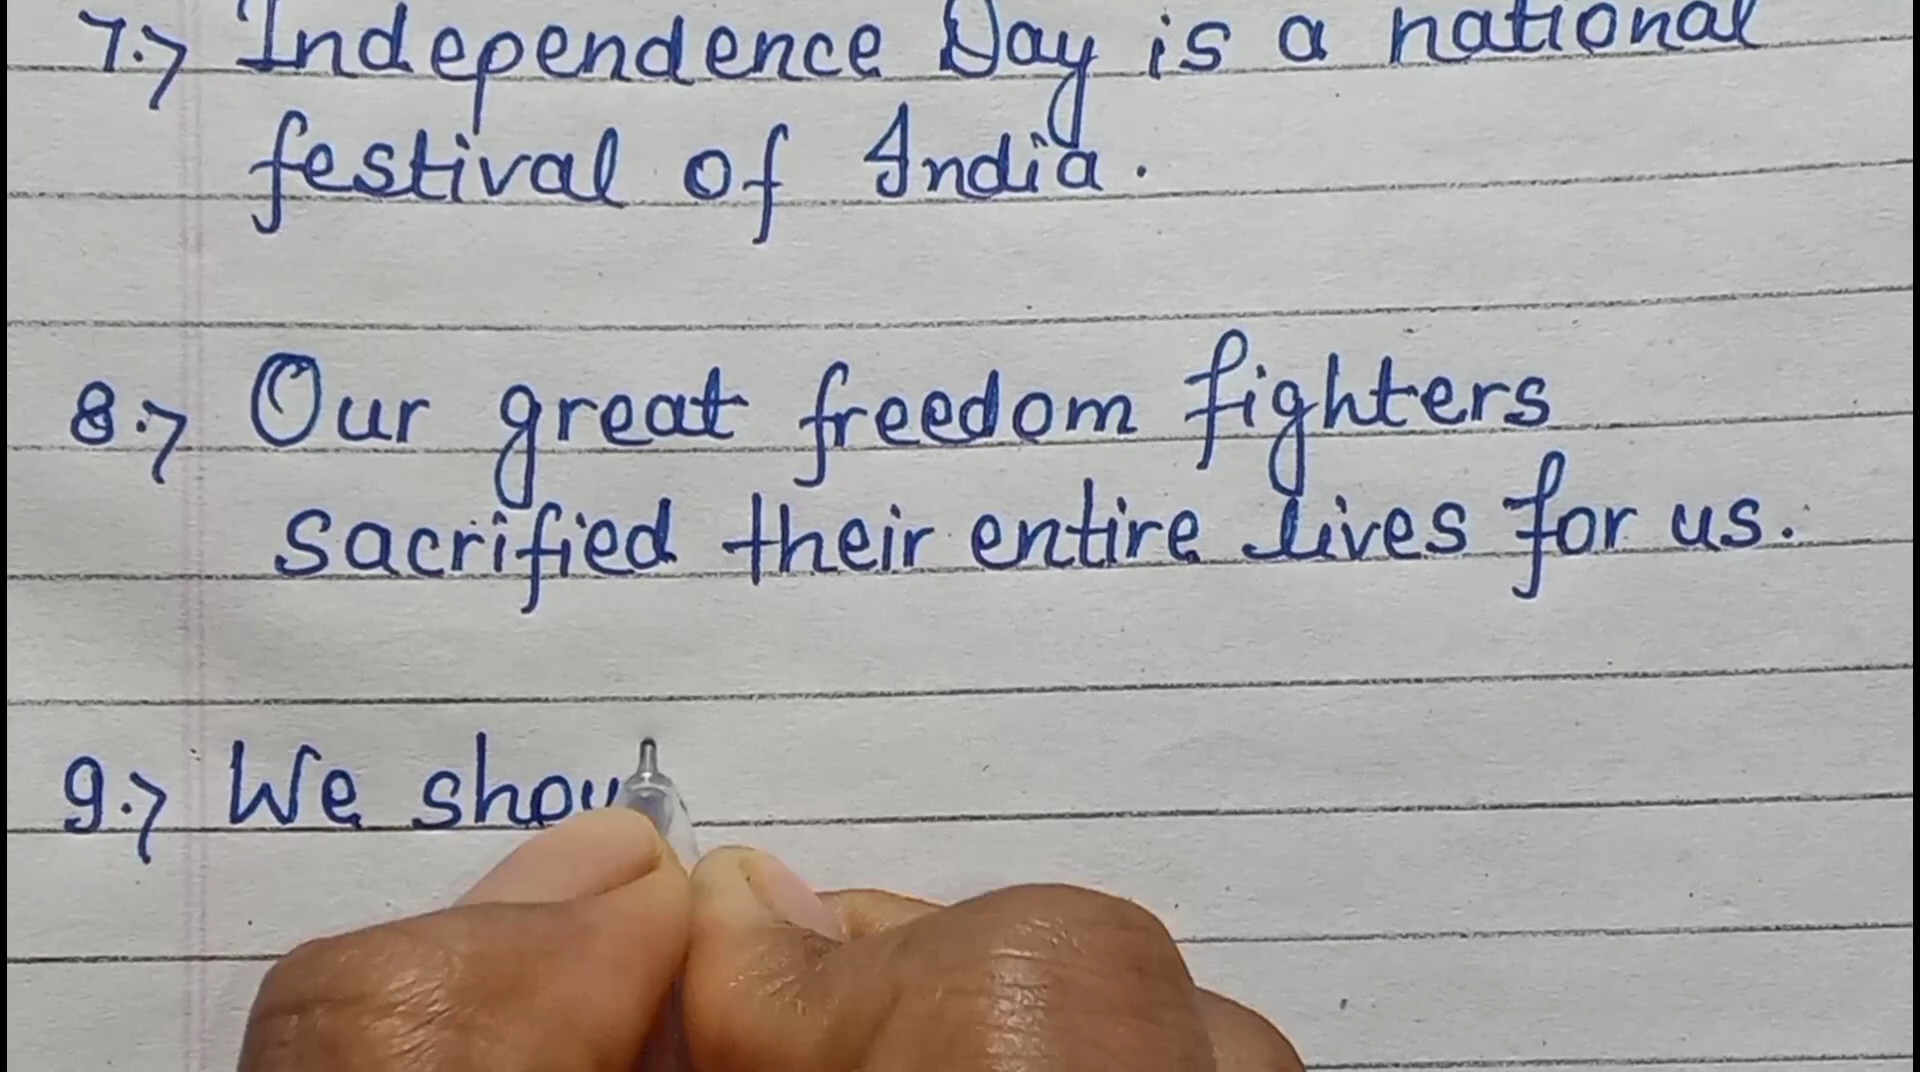 7.> Independence Day is a national
festival of India.
8.> Our great freedom fighters
sacrified their entire lives for us.
9.> We shou